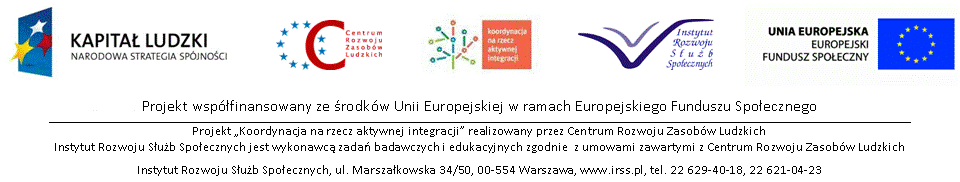 KAPITAŁ LUDZKI
NARODOWA STRATEGIA SPÓJNOŚCI
Centrum
Rozwoju
Zasobów
Ludzkich
koordynacja
na rzecz
aktywnej
integracji
Instytut
Rozwoju
Służb
Społecznych
UNIA EUROPEJSKA
EUROPEJSKI
FUNDUSZ SPOŁECZNY
Projekt współfinansowany ze środków Unii Europejskiej w ramach Europejskiego Funduszu Społecznego
Projekt „Koordynacja na rzecz aktywnej integracji” realizowany przez Centrum Rozwoju Zasobów Ludzkich
Instytut Rozwoju Służb Społecznych jest wykonawcą zadań badawczych i edukacyjnych zgodnie z umowami zawartymi z Centrum Rozwoju Zasobów Ludzkich
Instytut Rozwoju Służb Społecznych, ul. Marszałkowska 34/50, 00-554 Warszawa, www.irss.pl, tel. 22 629-40-18, 22 621-04-23